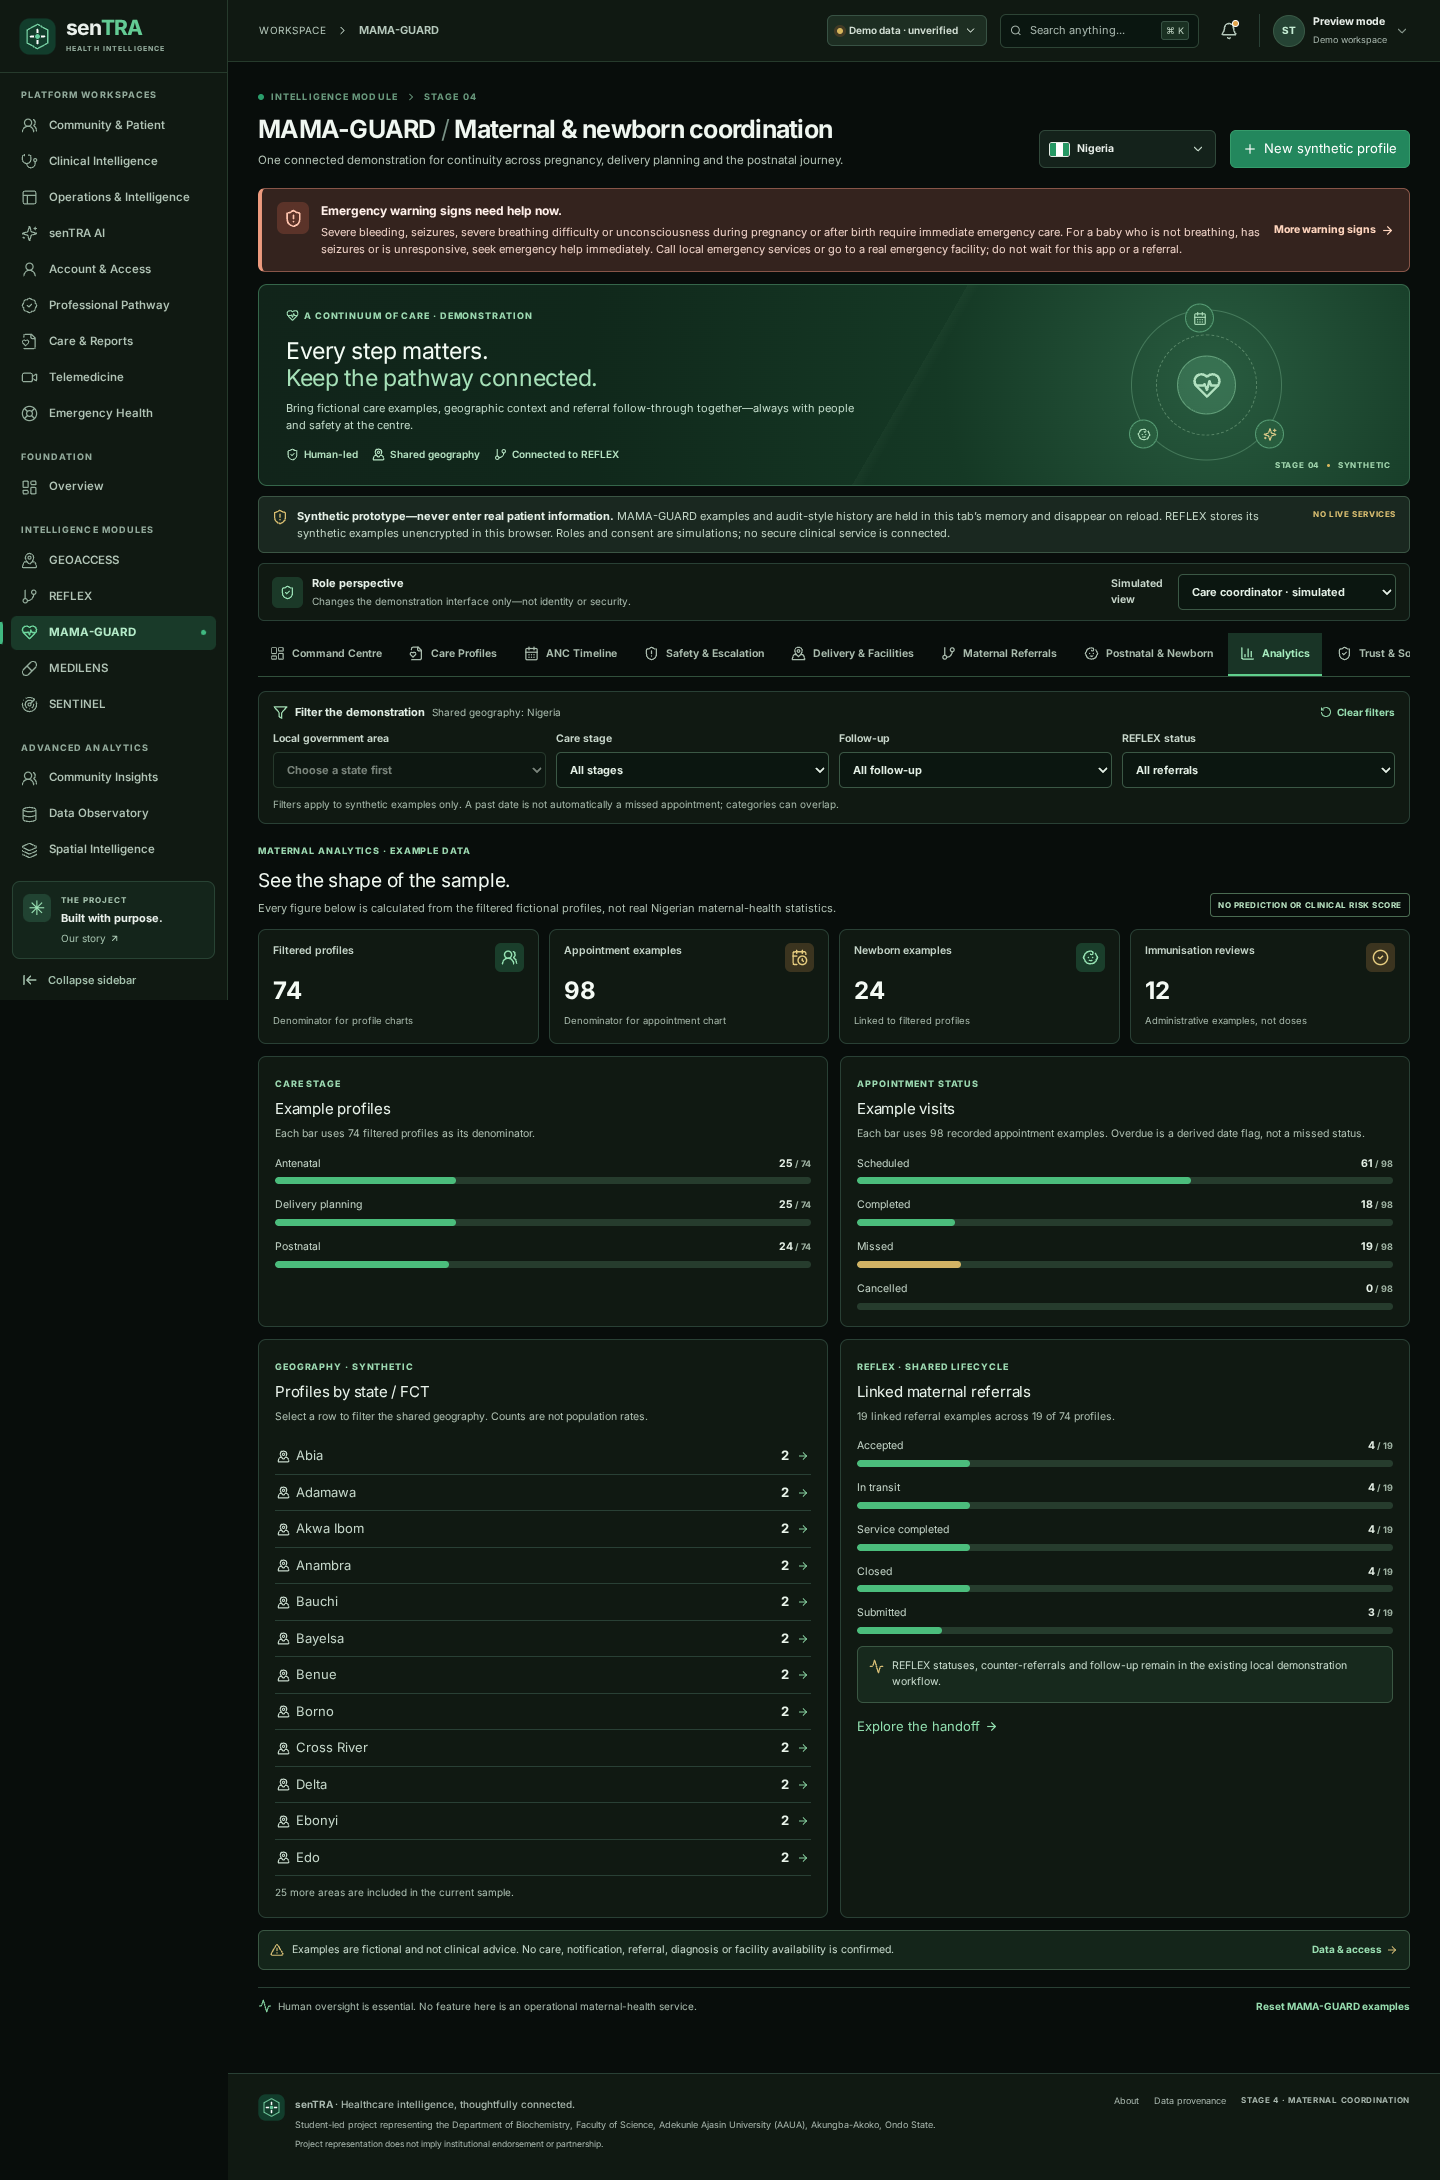 senTRA
HEALTH INTELLIGENCE
PLATFORM WORKSPACES
Community & Patient
Clinical Intelligence
Operations & Intelligence
senTRA AI
Account & Access
Professional Pathway
Care & Reports
Telemedicine
Emergency Health
FOUNDATION
Overview
INTELLIGENCE MODULES
GEOACCESS
REFLEX
MAMA-GUARD
MEDILENS
SENTINEL
ADVANCED ANALYTICS
Community Insights
Data Observatory
Spatial Intelligence
THE PROJECT
Built with purpose.
Our story ↗
Collapse sidebar
WORKSPACE > MAMA-GUARD
Demo data · unverified
Search anything... ⌘ K
ST
Preview mode
Demo workspace
INTELLIGENCE MODULE > STAGE 04
MAMA-GUARD / Maternal & newborn coordination
One connected demonstration for continuity across pregnancy, delivery planning and the postnatal journey.
Nigeria
+ New synthetic profile
Emergency warning signs need help now.
Severe bleeding, seizures, severe breathing difficulty or unconsciousness during pregnancy or after birth require immediate emergency care. For a baby who is not breathing, has
seizures or is unresponsive, seek emergency help immediately. Call local emergency services or go to a real emergency facility; do not wait for this app or a referral.
More warning signs →
A CONTINUUM OF CARE · DEMONSTRATION
Every step matters.
Keep the pathway connected.
Bring fictional care examples, geographic context and referral follow-through together—always with people
and safety at the centre.
Human-led
Shared geography
Connected to REFLEX
STAGE 04 • SYNTHETIC
Synthetic prototype—never enter real patient information. MAMA-GUARD examples and audit-style history are held in this tab's memory and disappear on reload. REFLEX stores its
synthetic examples unencrypted in this browser. Roles and consent are simulations; no secure clinical service is connected.
NO LIVE SERVICES
Role perspective
Changes the demonstration interface only—not identity or security.
Simulated
view
Care coordinator · simulated
Command Centre
Care Profiles
ANC Timeline
Safety & Escalation
Delivery & Facilities
Maternal Referrals
Postnatal & Newborn
Analytics
Trust & So
Filter the demonstration Shared geography: Nigeria
Clear filters
Local government area
Choose a state first
Care stage
All stages
Follow-up
All follow-up
REFLEX status
All referrals
Filters apply to synthetic examples only. A past date is not automatically a missed appointment; categories can overlap.
MATERNAL ANALYTICS · EXAMPLE DATA
See the shape of the sample.
Every figure below is calculated from the filtered fictional profiles, not real Nigerian maternal-health statistics.
NO PREDICTION OR CLINICAL RISK SCORE
Filtered profiles
74
Denominator for profile charts
Appointment examples
98
Denominator for appointment chart
Newborn examples
24
Linked to filtered profiles
Immunisation reviews
12
Administrative examples, not doses
CARE STAGE
Example profiles
Each bar uses 74 filtered profiles as its denominator.
Antenatal 25 / 74
Delivery planning 25 / 74
Postnatal 24 / 74
APPOINTMENT STATUS
Example visits
Each bar uses 98 recorded appointment examples. Overdue is a derived date flag, not a missed status.
Scheduled 61 / 98
Completed 18 / 98
Missed 19 / 98
Cancelled 0 / 98
GEOGRAPHY · SYNTHETIC
Profiles by state / FCT
Select a row to filter the shared geography. Counts are not population rates.
Abia 2 →
Adamawa 2 →
Akwa Ibom 2 →
Anambra 2 →
Bauchi 2 →
Bayelsa 2 →
Benue 2 →
Borno 2 →
Cross River 2 →
Delta 2 →
Ebonyi 2 →
Edo 2 →
25 more areas are included in the current sample.
REFLEX · SHARED LIFECYCLE
Linked maternal referrals
19 linked referral examples across 19 of 74 profiles.
Accepted 4 / 19
In transit 4 / 19
Service completed 4 / 19
Closed 4 / 19
Submitted 3 / 19
REFLEX statuses, counter-referrals and follow-up remain in the existing local demonstration
workflow.
Explore the handoff →
Examples are fictional and not clinical advice. No care, notification, referral, diagnosis or facility availability is confirmed.
Data & access →
Human oversight is essential. No feature here is an operational maternal-health service.
Reset MAMA-GUARD examples
senTRA · Healthcare intelligence, thoughtfully connected.
Student-led project representing the Department of Biochemistry, Faculty of Science, Adekunle Ajasin University (AAUA), Akungba-Akoko, Ondo State.
Project representation does not imply institutional endorsement or partnership.
About
Data provenance
STAGE 4 · MATERNAL COORDINATION